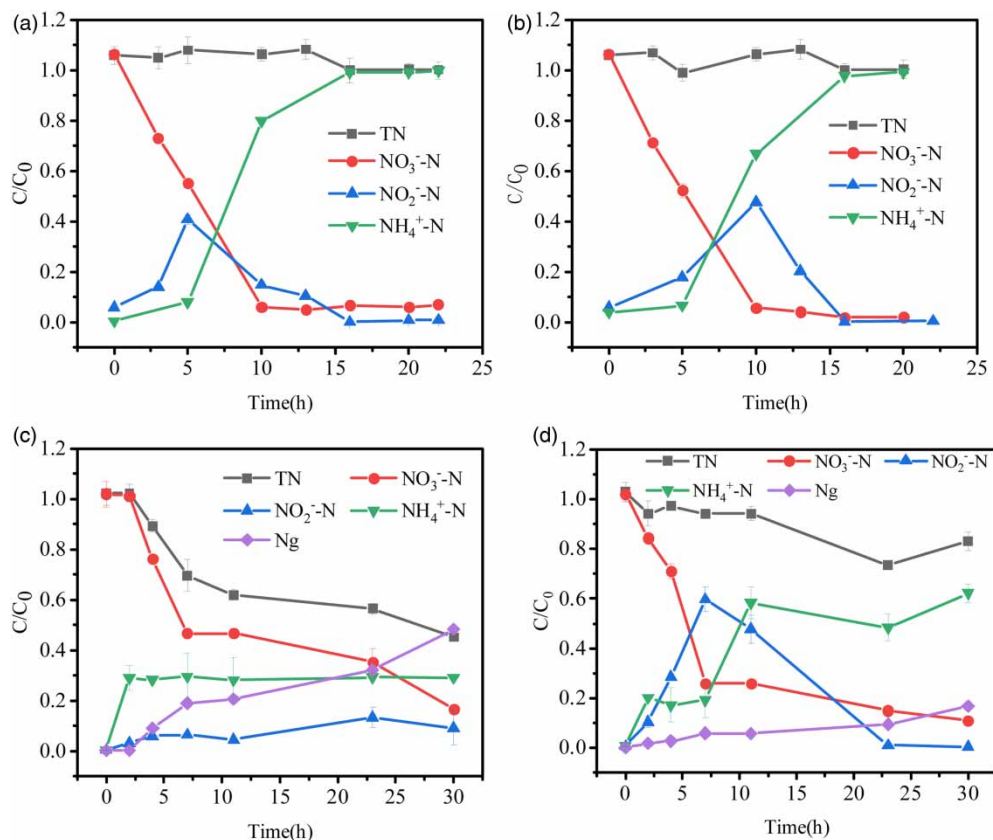 (a)
1.2
1.0
0.8
0.6
0.4
0.2
0.0
C/C₀
TN
NO₃⁻-N
NO₂⁻-N
NH₄⁺-N
0 5 10 15 20 25
Time(h)
(b)
1.2
1.0
0.8
0.6
0.4
0.2
0.0
C/C₀
TN
NO₃⁻-N
NO₂⁻-N
NH₄⁺-N
0 5 10 15 20 25
Time(h)
(c)
1.2
1.0
0.8
0.6
0.4
0.2
0.0
C/C₀
TN NO₃⁻-N
NO₂⁻-N NH₄⁺-N
Ng
0 5 10 15 20 25 30
Time(h)
(d)
1.2
1.0
0.8
0.6
0.4
0.2
0.0
C/C₀
TN NO₃⁻-N NO₂⁻-N
NH₄⁺-N Ng
0 5 10 15 20 25 30
Time(h)